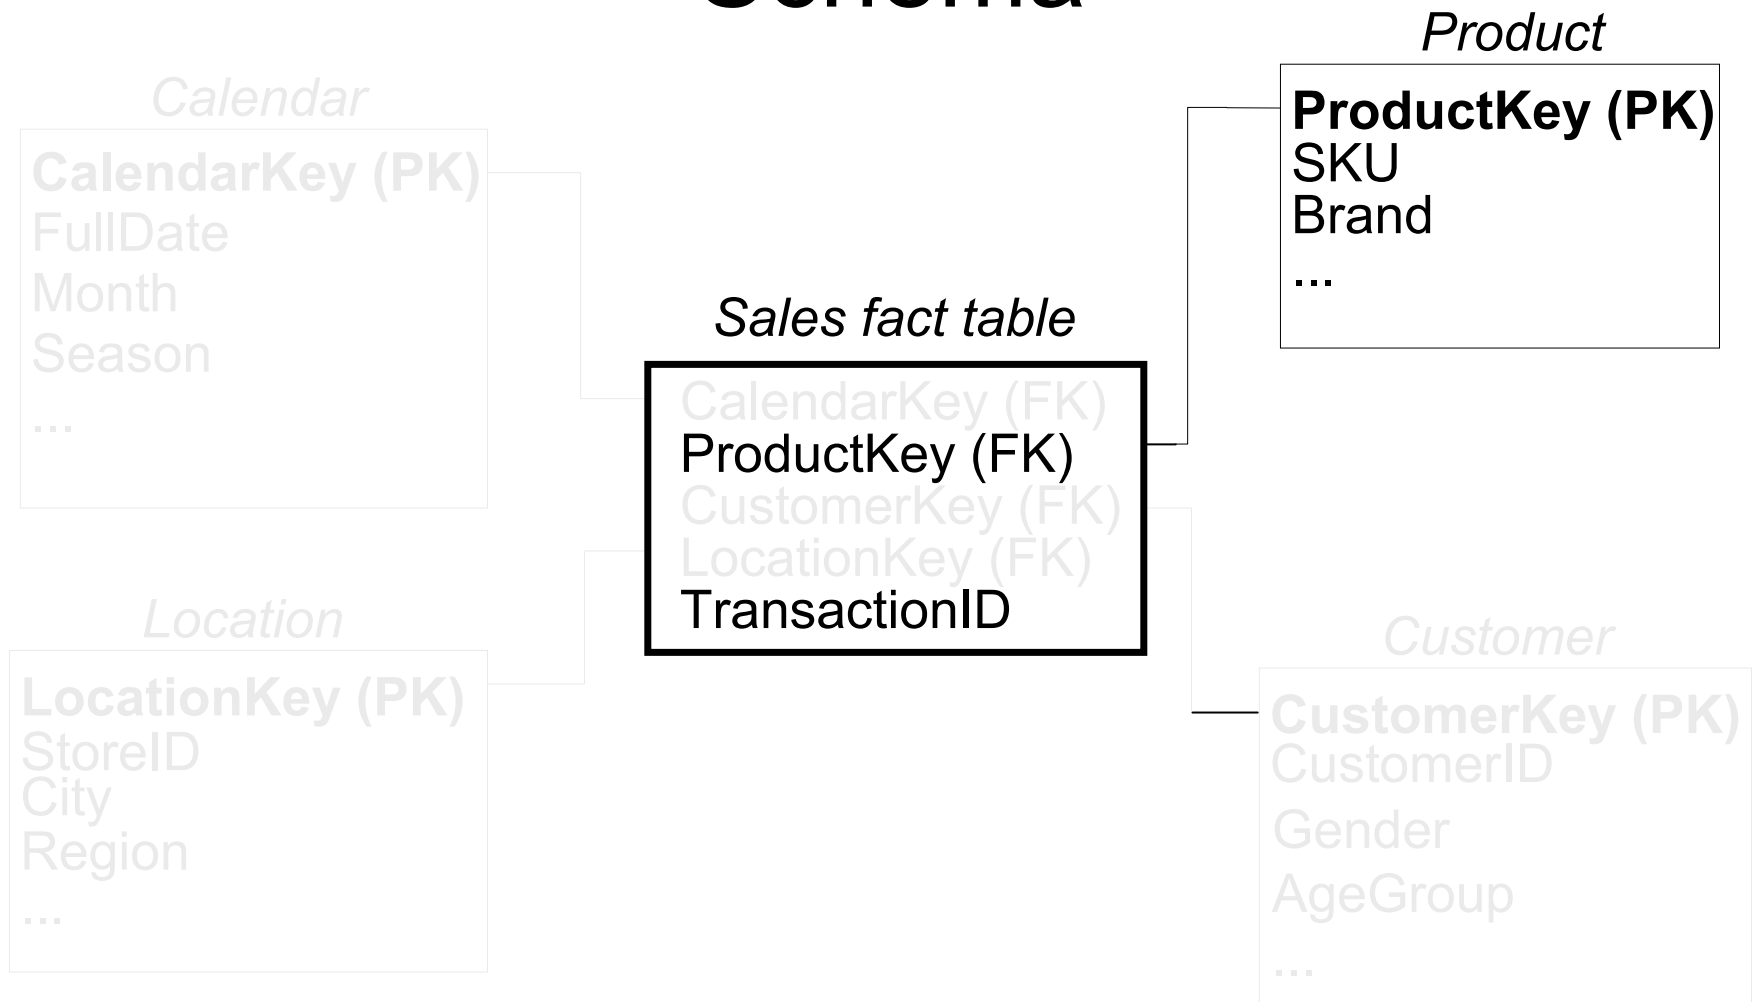 Schema
Product
ProductKey (PK)
SKU
Brand
...
Calendar
CalendarKey (PK)
FullDate
Month
Season
...
Sales fact table
CalendarKey (FK)
ProductKey (FK)
CustomerKey (FK)
LocationKey (FK)
TransactionID
Location
LocationKey (PK)
StoreID
City
Region
...
Customer
CustomerKey (PK)
CustomerID
Gender
AgeGroup
...